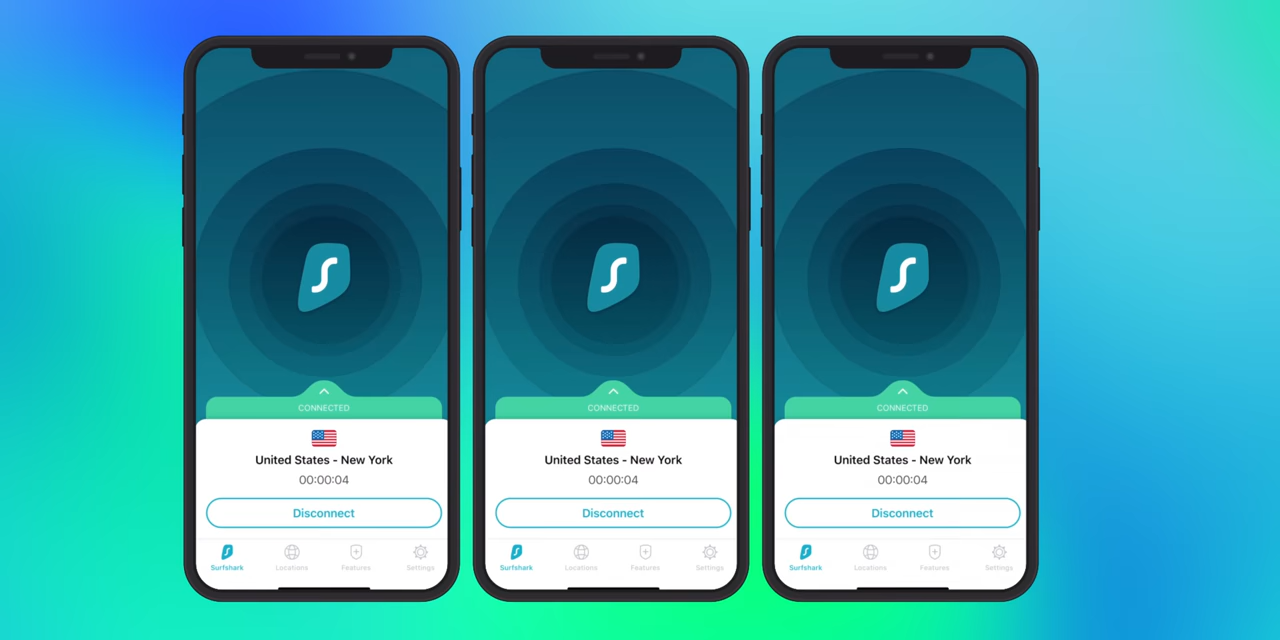 CONNECTED
United States - New York
00:00:04
Disconnect
Surfshark Locations Features Settings
CONNECTED
United States - New York
00:00:04
Disconnect
Surfshark Locations Features Settings
CONNECTED
United States - New York
00:00:04
Disconnect
Surfshark Locations Features Settings